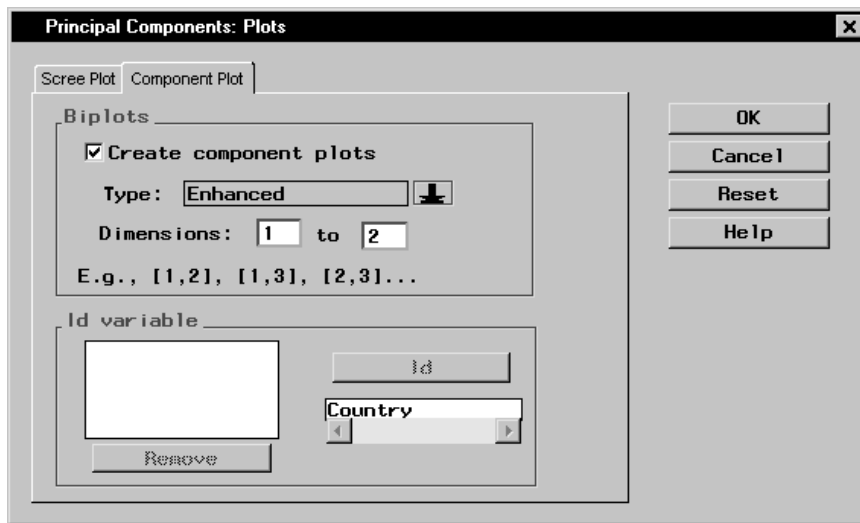 Principal Components: Plots
Scree Plot Component Plot
Biplots
Create component plots
Type: Enhanced
Dimensions: 1 to 2
E.g., [1,2], [1,3], [2,3]...
Id variable
Id
Country
Remove
OK
Cancel
Reset
Help